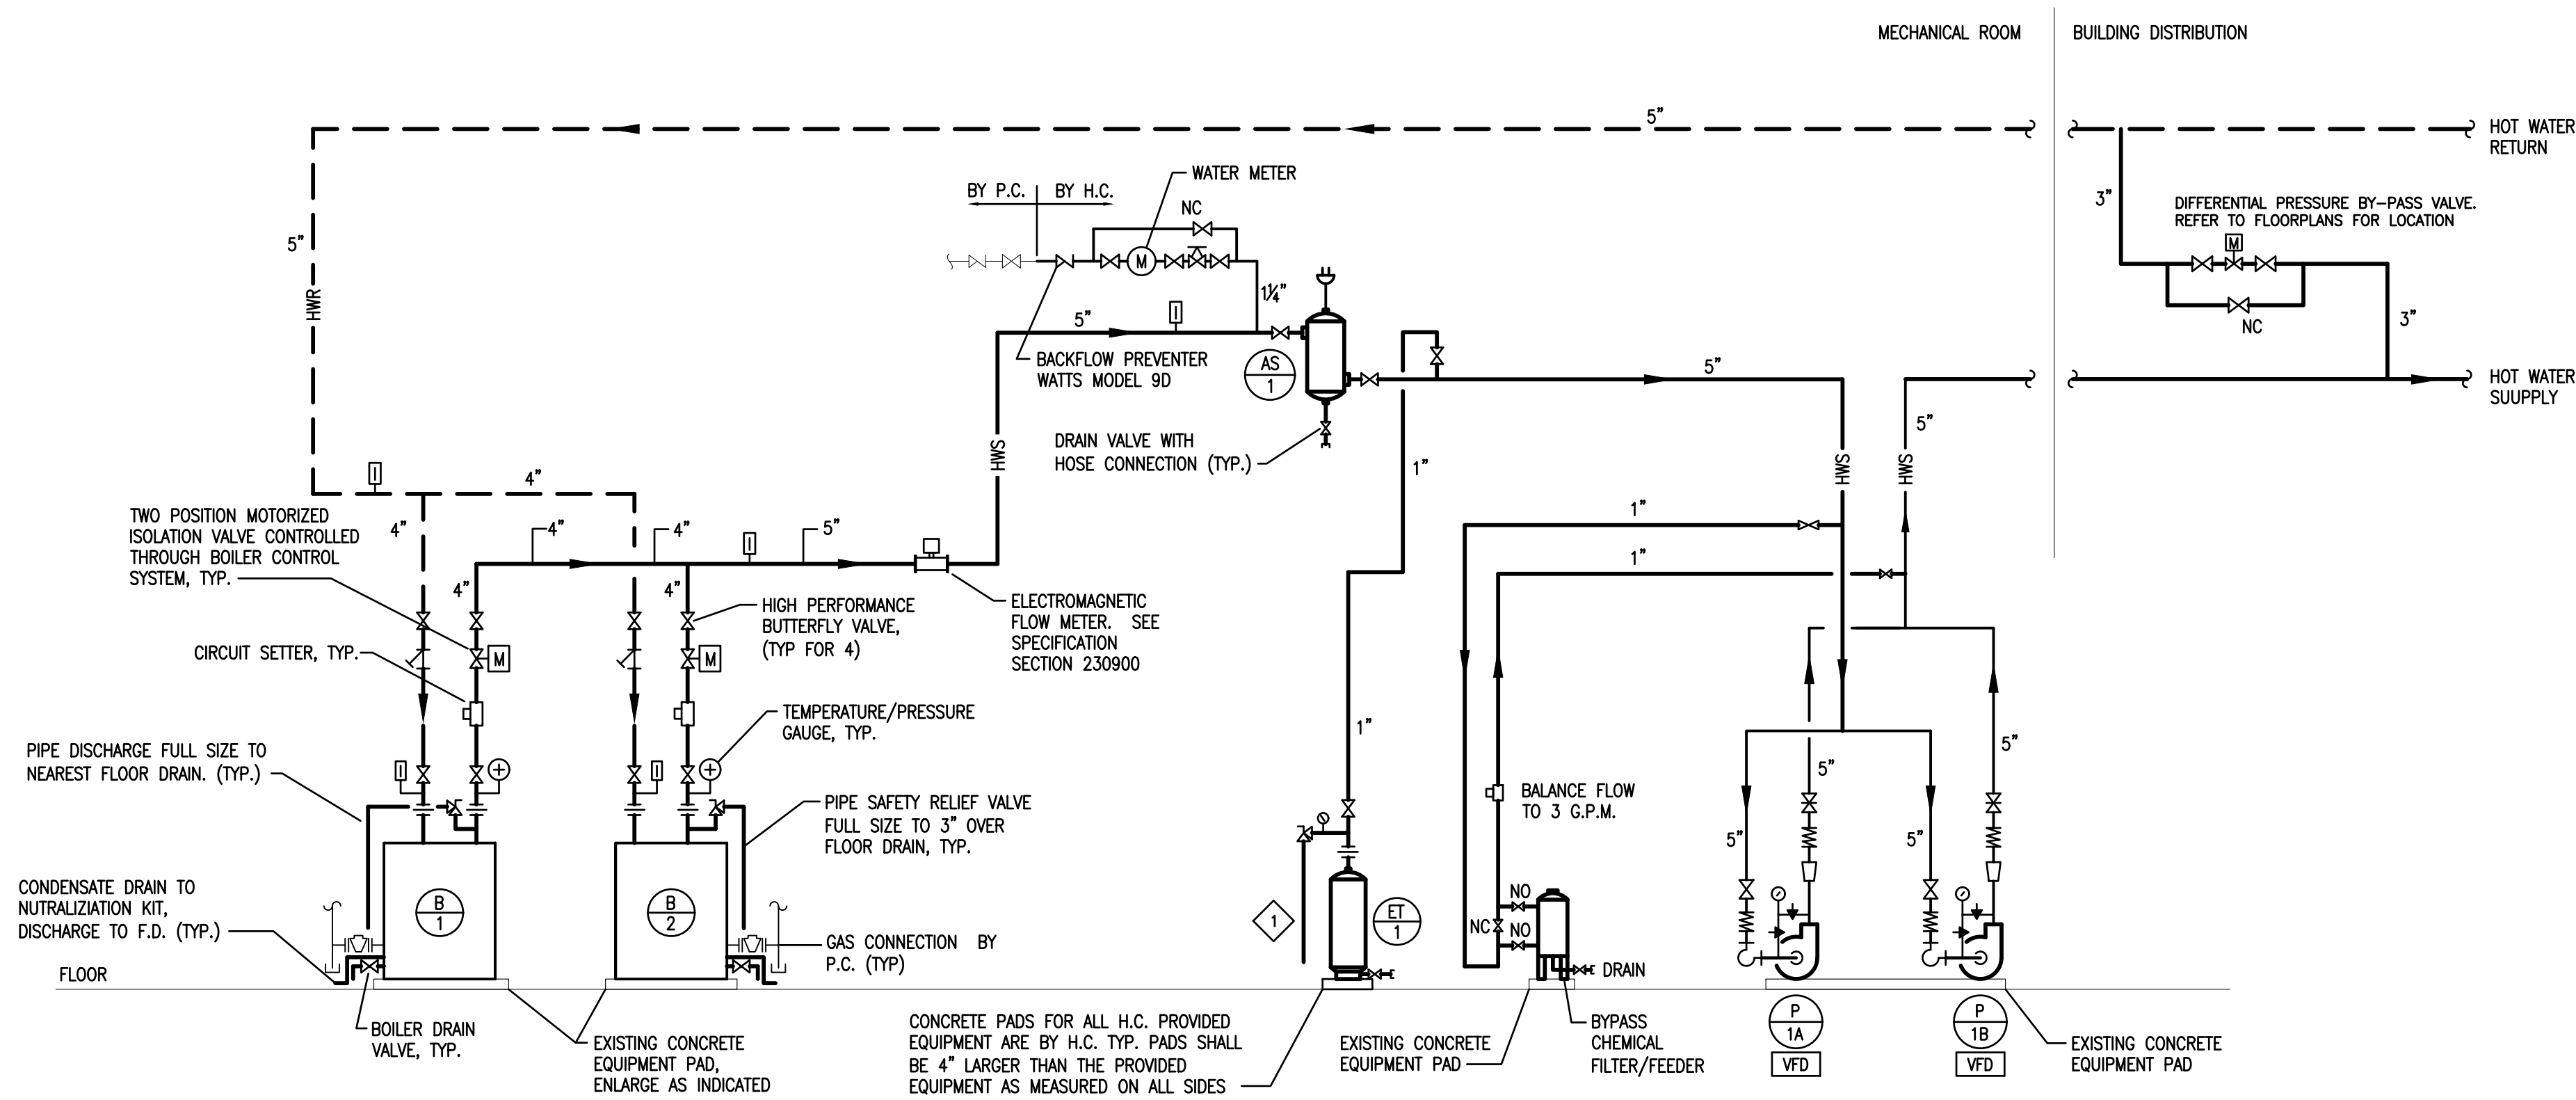 MECHANICAL ROOM
BUILDING DISTRIBUTION
5"
HOT WATER
RETURN
WATER METER
BY P.C.
BY H.C.
NC
3"
DIFFERENTIAL PRESSURE BY-PASS VALVE.
REFER TO FLOORPLANS FOR LOCATION
M
5"
HWR
M
1¼"
5"
NC
3"
BACKFLOW PREVENTER
WATTS MODEL 9D
AS
1
5"
HOT WATER
SUUPPLY
5"
DRAIN VALVE WITH
HOSE CONNECTION (TYP.)
HWS
1"
HWS
HWS
4"
TWO POSITION MOTORIZED
ISOLATION VALVE CONTROLLED
THROUGH BOILER CONTROL
SYSTEM, TYP.
4"
4"
4"
5"
1"
1"
4"
4"
HIGH PERFORMANCE
BUTTERFLY VALVE,
(TYP FOR 4)
ELECTROMAGNETIC
FLOW METER. SEE
SPECIFICATION
SECTION 230900
CIRCUIT SETTER, TYP.
M
M
TEMPERATURE/PRESSURE
GAUGE, TYP.
1"
5"
5"
PIPE DISCHARGE FULL SIZE TO
NEAREST FLOOR DRAIN. (TYP.)
PIPE SAFETY RELIEF VALVE
FULL SIZE TO 3" OVER
FLOOR DRAIN, TYP.
BALANCE FLOW
TO 3 G.P.M.
5"
5"
CONDENSATE DRAIN TO
NUTRALIZIATION KIT,
DISCHARGE TO F.D. (TYP.)
B
1
B
2
1
ET
1
NO
NC
NO
GAS CONNECTION BY
P.C. (TYP)
FLOOR
DRAIN
BOILER DRAIN
VALVE, TYP.
EXISTING CONCRETE
EQUIPMENT PAD,
ENLARGE AS INDICATED
CONCRETE PADS FOR ALL H.C. PROVIDED
EQUIPMENT ARE BY H.C. TYP. PADS SHALL
BE 4" LARGER THAN THE PROVIDED
EQUIPMENT AS MEASURED ON ALL SIDES
EXISTING CONCRETE
EQUIPMENT PAD
BYPASS
CHEMICAL
FILTER/FEEDER
P
1A
VFD
P
1B
VFD
EXISTING CONCRETE
EQUIPMENT PAD